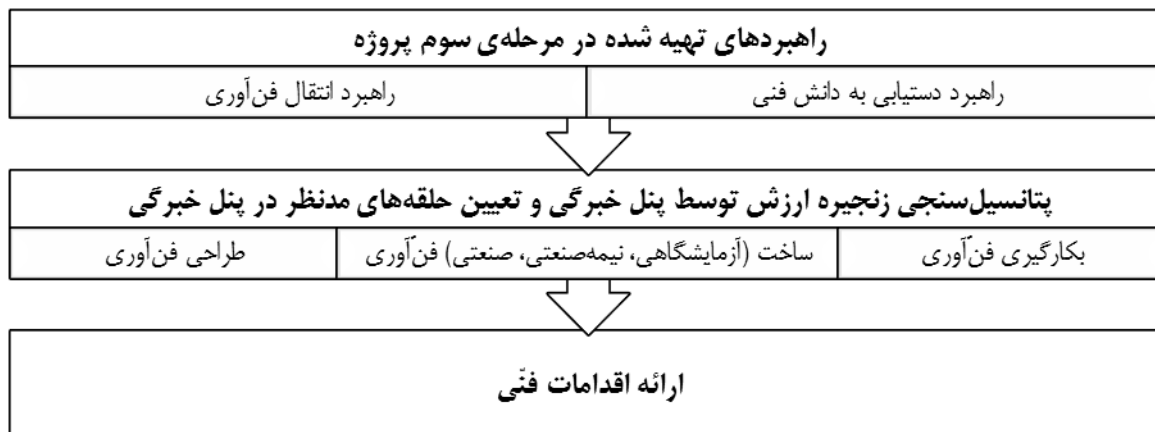 راهبردهای تهیه شده در مرحله‌ی سوم پروژه
راهبرد دستیابی به دانش فنی
راهبرد انتقال فن‌آوری
پتانسیل‌سنجی زنجیره ارزش توسط پنل خبرگی و تعیین حلقه‌های مدنظر در پنل خبرگی
بکارگیری فن‌آوری
ساخت (آزمایشگاهی، نیمه‌صنعتی، صنعتی) فن‌آوری
طراحی فن‌آوری
ارائه اقدامات فنّی